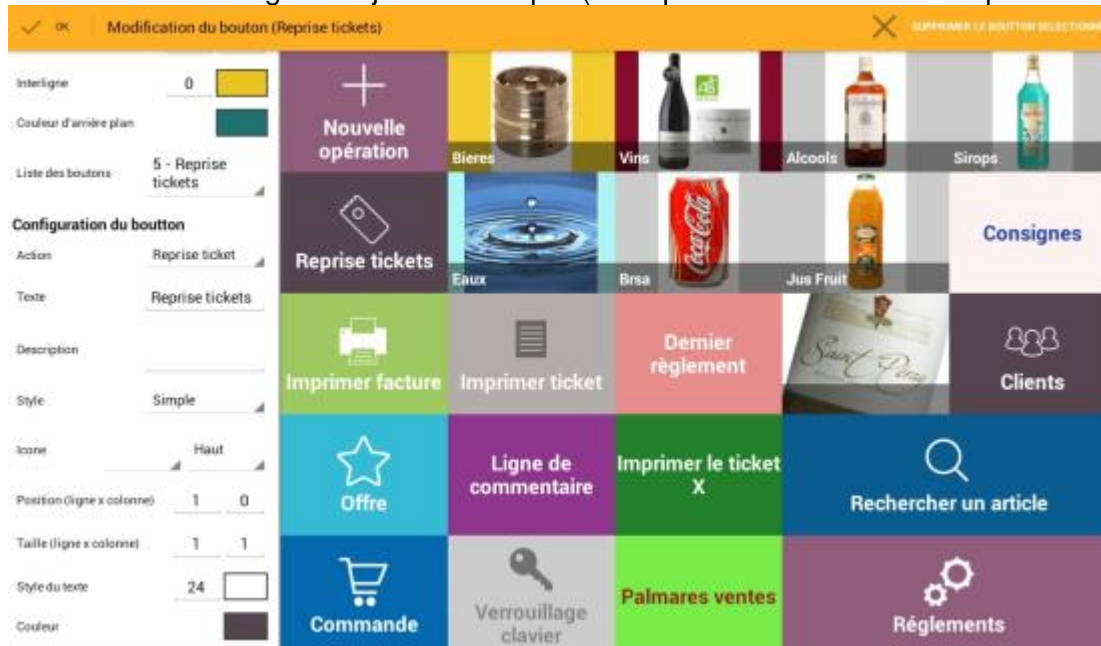 OK Modification du bouton (Reprise tickets) SUPPRIMER LE BOUTTON SELECTIONNE
Interligne 0
Couleur d'arrière plan
Liste des boutons 5 - Reprise
tickets
Configuration du boutton
Action Reprise ticket
Texte Reprise tickets
Description
Style Simple
Icone Haut
Position (ligne x colonne) 1 0
Taille (ligne x colonne) 1 1
Style du texte 24
Couleur
Nouvelle
opération
Bieres
Vins
AB
Alcools
Sirops
Reprise tickets
Eaux
Brsa
Coca-Cola
Jus Fruit
Consignes
Imprimer facture
Imprimer ticket
Dernier
règlement
Clients
Offre
Ligne de
commentaire
Imprimer le ticket
X
Rechercher un article
Commande
Verrouillage
clavier
Palmares ventes
Réglements